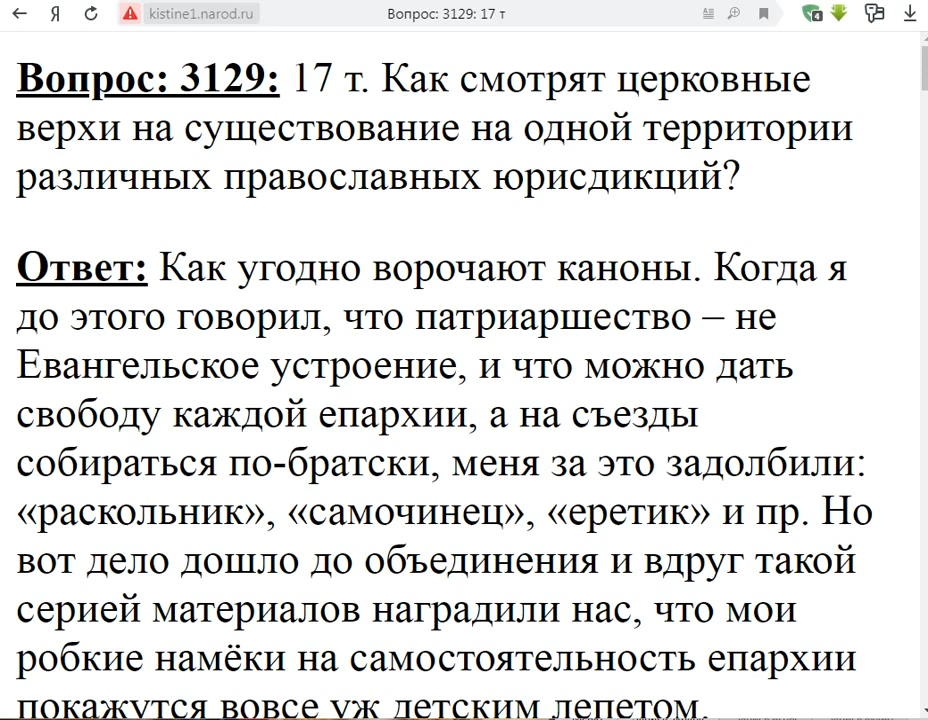 Я
kistine1.narod.ru
Вопрос: 3129: 17 т
4
Вопрос: 3129: 17 т. Как смотрят церковные
верхи на существование на одной территории
различных православных юрисдикций?
Ответ: Как угодно ворочают каноны. Когда я
до этого говорил, что патриаршество – не
Евангельское устроение, и что можно дать
свободу каждой епархии, а на съезды
собираться по-братски, меня за это задолбили:
«раскольник», «самочинец», «еретик» и пр. Но
вот дело дошло до объединения и вдруг такой
серией материалов наградили нас, что мои
робкие намёки на самостоятельность епархии
покажутся вовсе уж детским лепетом.